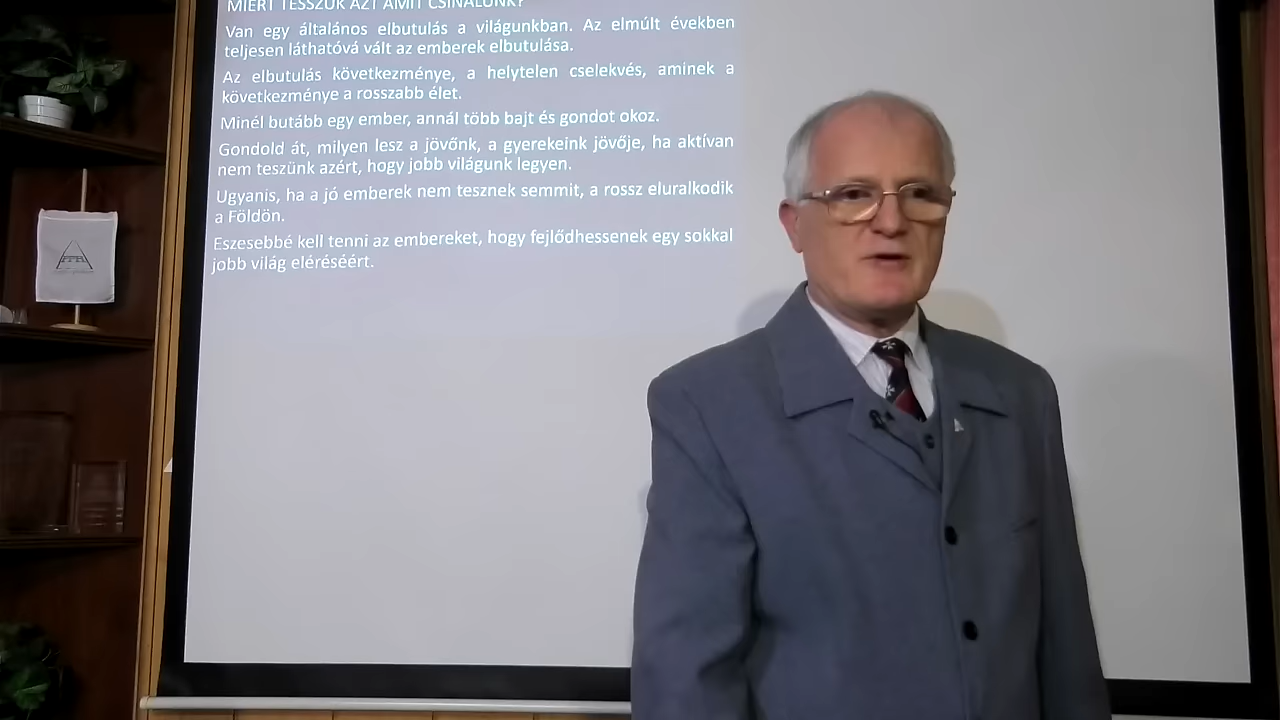 MIÉRT TESSZÜK AZT AMIT CSINÁLUNK?
Van egy általános elbutulás a világunkban. Az elmúlt években
teljesen láthatóvá vált az emberek elbutulása.
Az elbutulás következménye, a helytelen cselekvés, aminek a
következménye a rosszabb élet.
Minél butább egy ember, annál több bajt és gondot okoz.
Gondold át, milyen lesz a jövőnk, a gyerekeink jövője, ha aktívan
nem teszünk azért, hogy jobb világunk legyen.
Ugyanis, ha a jó emberek nem tesznek semmit, a rossz eluralkodik
a Földön.
Eszesebbé kell tenni az embereket, hogy fejlődhessenek egy sokkal
jobb világ eléréséért.